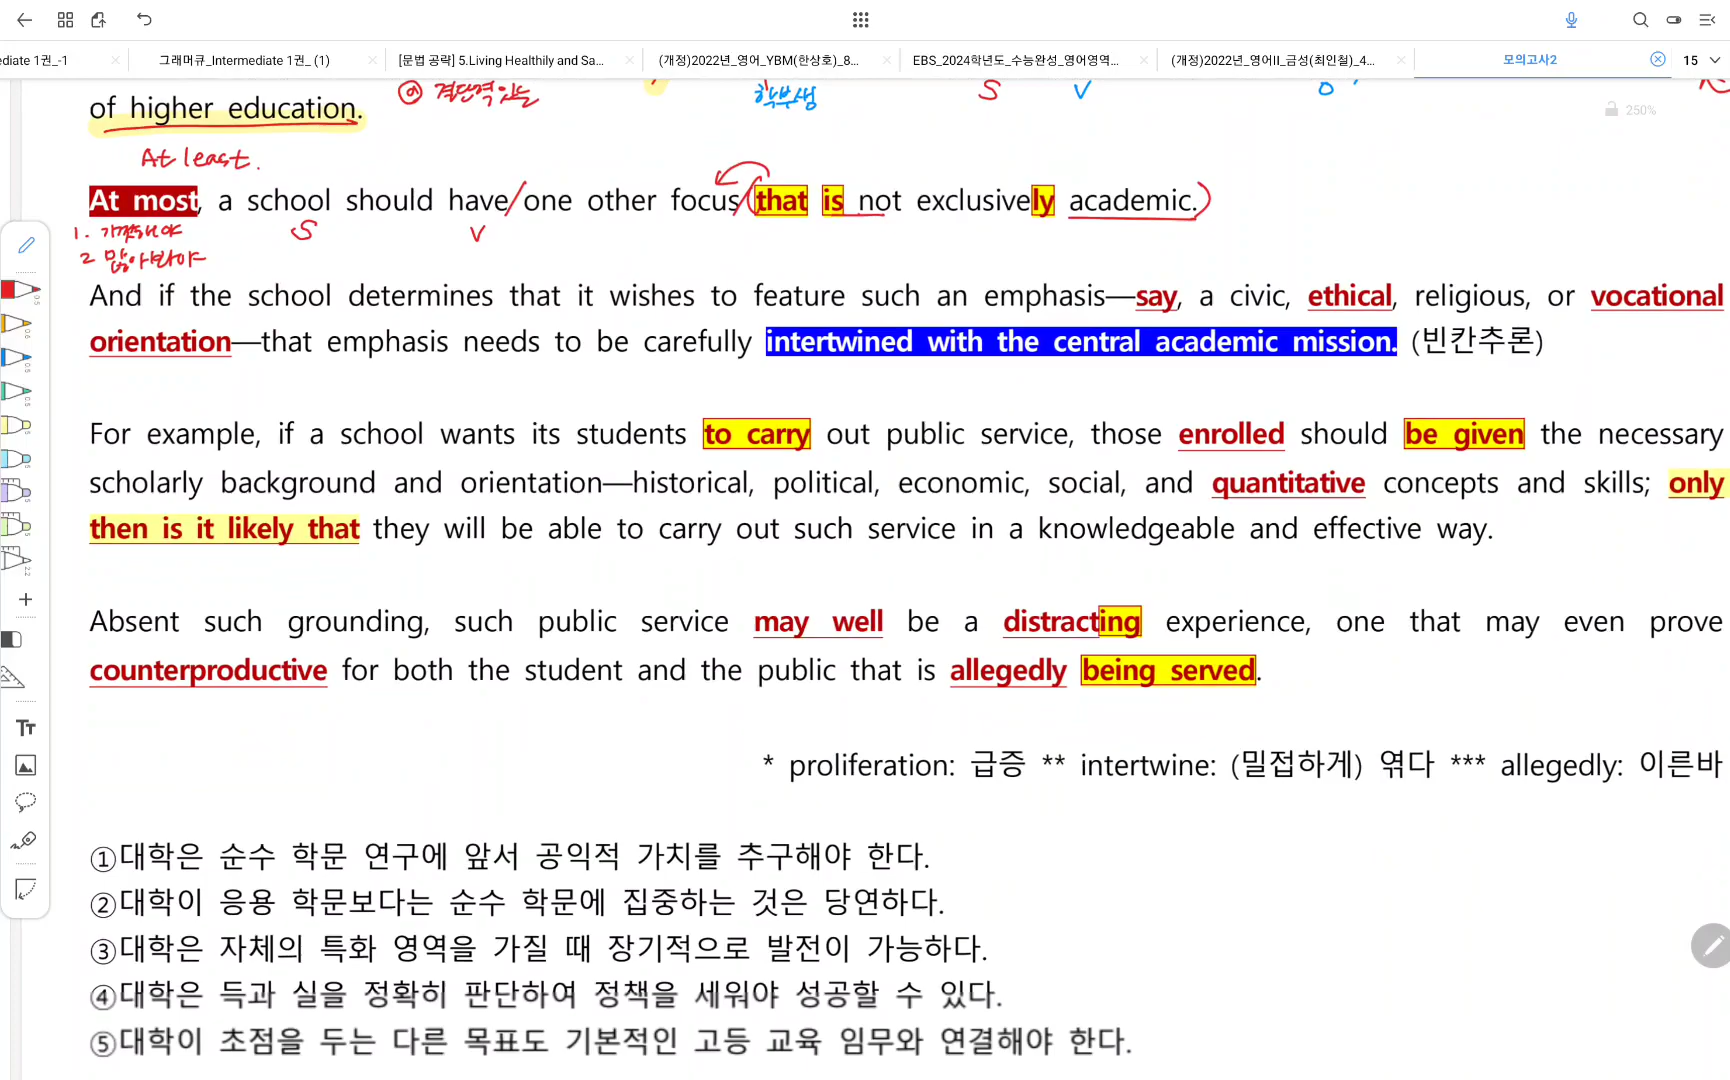 ediate 1권_-1
그래머큐_Intermediate 1권_ (1)
[문법 공략] 5.Living Healthily and Sa...
(개정)2022년_영어_YBM(한상호)_8...
EBS_2024학년도_수능완성_영어영역...
(개정)2022년_영어II_금성(최인철)_4...
모의고사2
15
250%
결단력있는
학부생
S
V
of higher education.
At least.
At most, a school should have/one other focus/(that is not exclusively academic.)
1. 기껏해야
S
V
2 많아봐야
And if the school determines that it wishes to feature such an emphasis—say, a civic, ethical, religious, or vocational
orientation—that emphasis needs to be carefully intertwined with the central academic mission. (빈칸추론)
For example, if a school wants its students to carry out public service, those enrolled should be given the necessary
scholarly background and orientation—historical, political, economic, social, and quantitative concepts and skills; only
then is it likely that they will be able to carry out such service in a knowledgeable and effective way.
Absent such grounding, such public service may well be a distracting experience, one that may even prove
counterproductive for both the student and the public that is allegedly being served.
* proliferation: 급증 ** intertwine: (밀접하게) 엮다 *** allegedly: 이른바
①대학은 순수 학문 연구에 앞서 공익적 가치를 추구해야 한다.
②대학이 응용 학문보다는 순수 학문에 집중하는 것은 당연하다.
③대학은 자체의 특화 영역을 가질 때 장기적으로 발전이 가능하다.
④대학은 득과 실을 정확히 판단하여 정책을 세워야 성공할 수 있다.
⑤대학이 초점을 두는 다른 목표도 기본적인 고등 교육 임무와 연결해야 한다.